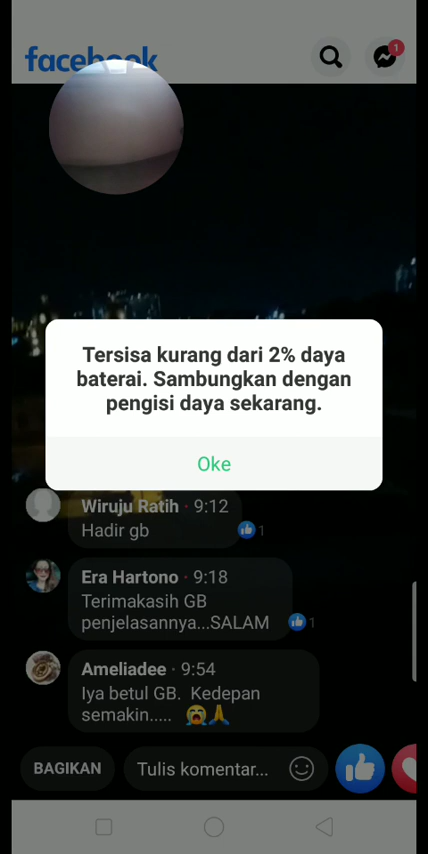 facebook
1
Tersisa kurang dari 2% daya
baterai. Sambungkan dengan
pengisi daya sekarang.
Oke
Wiruju Ratih · 9:12
Hadir gb
1
Era Hartono · 9:18
Terimakasih GB
penjelasannya...SALAM
1
Ameliadee · 9:54
Iya betul GB. Kedepan
semakin..... 😭🙏
BAGIKAN
Tulis komentar...